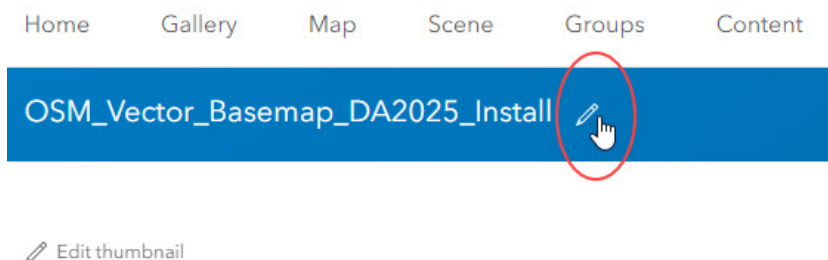 Home Gallery Map Scene Groups Content
OSM_Vector_Basemap_DA2025_Install
Edit thumbnail